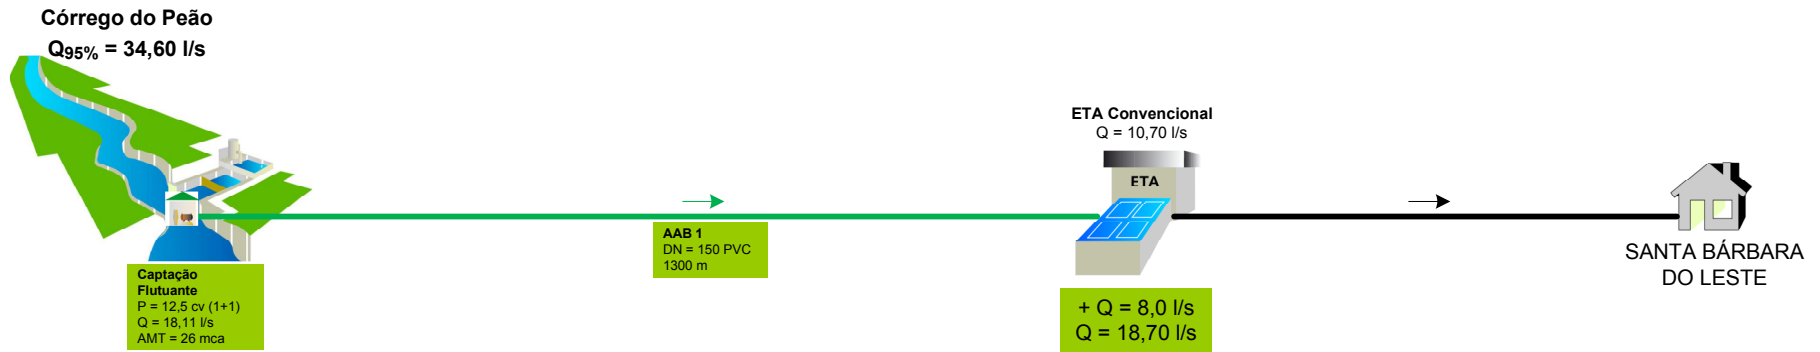 Córrego do Peão
Q95% = 34,60 l/s
Captação
Flutuante
P = 12,5 cv (1+1)
Q = 18,11 l/s
AMT = 26 mca
AAB 1
DN = 150 PVC
1300 m
ETA Convencional
Q = 10,70 l/s
ETA
+ Q = 8,0 l/s
Q = 18,70 l/s
SANTA BÁRBARA
DO LESTE